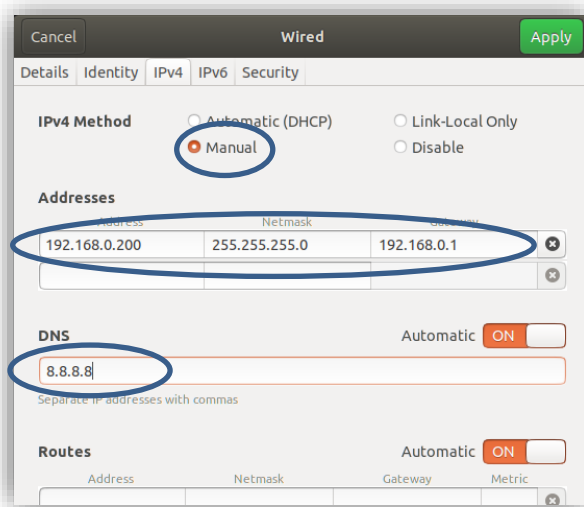 Cancel Wired Apply
Details Identity IPv4 IPv6 Security
IPv4 Method Automatic (DHCP) Link-Local Only
Manual Disable
Addresses
Address Netmask Gateway
192.168.0.200 255.255.255.0 192.168.0.1
DNS Automatic ON
8.8.8.8
Separate IP addresses with commas
Routes Automatic ON
Address Netmask Gateway Metric